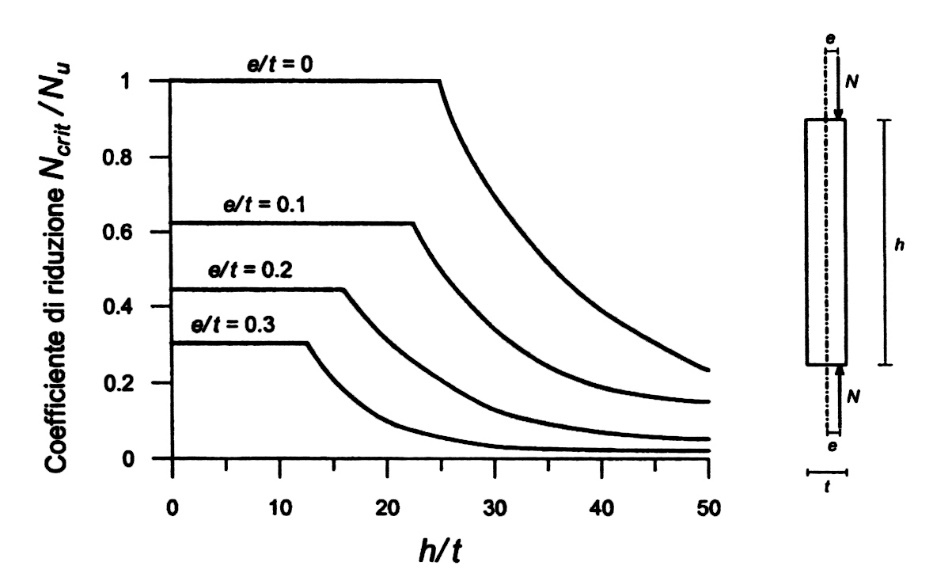 Coefficiente di riduzione N_crit / N_u
1
0.8
0.6
0.4
0.2
0
e/t = 0
e/t = 0.1
e/t = 0.2
e/t = 0.3
0 10 20 30 40 50
h/t
e
N
h
N
e
t